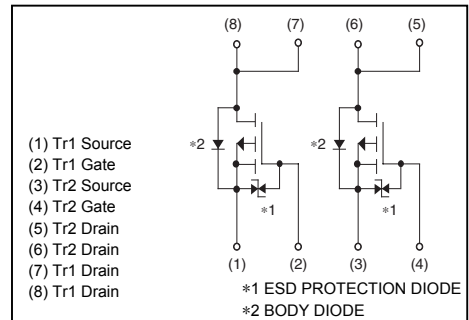 (8) (7) (6) (5)
*2 *2
(1) Tr1 Source
(2) Tr1 Gate
(3) Tr2 Source
(4) Tr2 Gate
*1 *1
(5) Tr2 Drain
(6) Tr2 Drain
(7) Tr1 Drain
(8) Tr1 Drain
(1) (2) (3) (4)
*1 ESD PROTECTION DIODE
*2 BODY DIODE